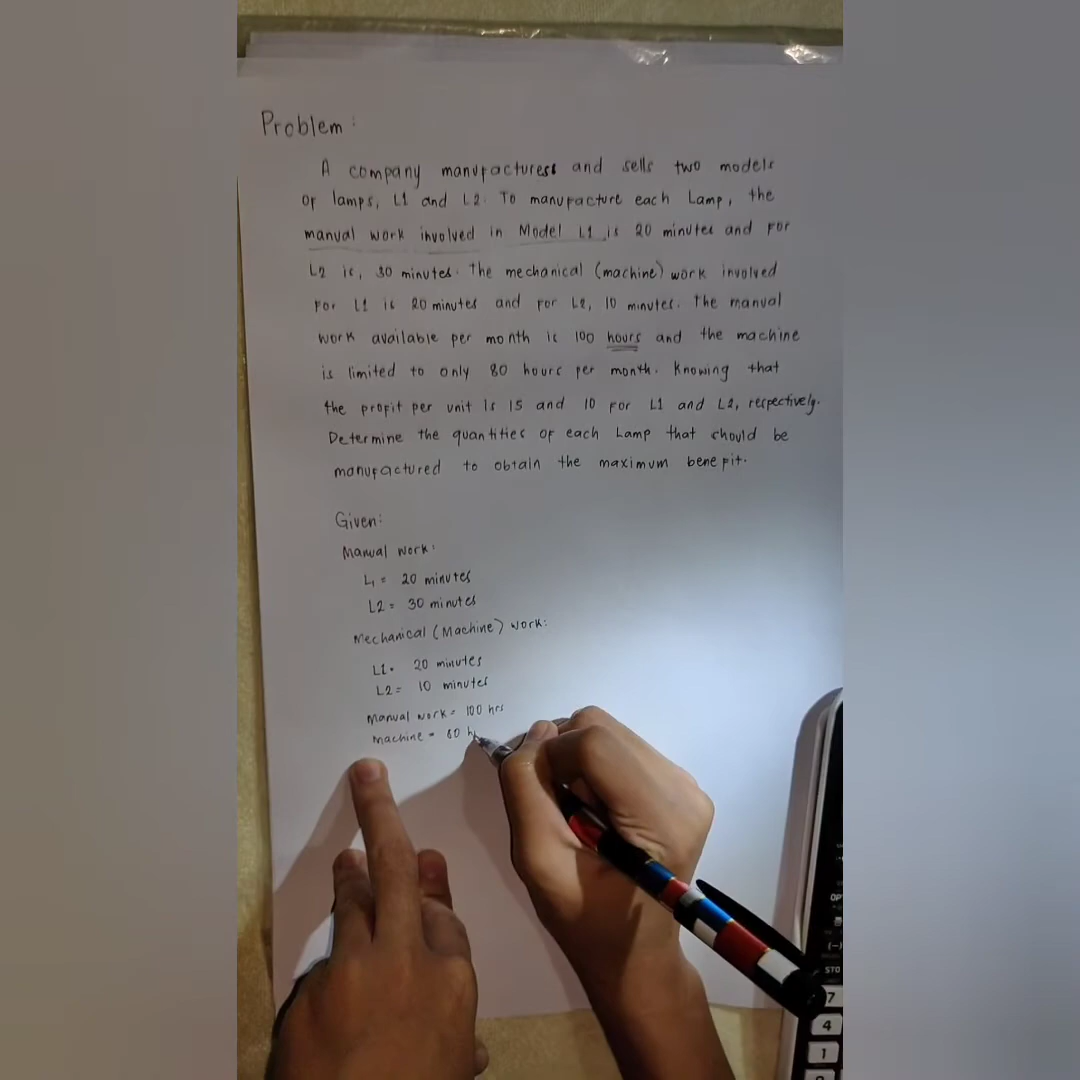 Problem:
A company manufacturess and sells two models
of lamps, L1 and L2. To manufacture each Lamp, the
manual work involved in Model L1 is 20 minutes and for
L2 is, 30 minutes. The mechanical (machine) work involved
For L1 is 20 minutes and for L2, 10 minutes. The manual
work available per month is 100 hours and the machine
is limited to only 80 hours per month. Knowing that
the profit per unit is 15 and 10 for L1 and L2, respectively.
Determine the quantities of each Lamp that should be
manufactured to obtain the maximum benefit.
Given:
Manual work:
L1 = 20 minutes
L2 = 30 minutes
Mechanical (Machine) work:
L1 = 20 minutes
L2 = 10 minutes
Manual work = 100 hrs
Machine = 80 h
OP
(−)
STO
7
4
1